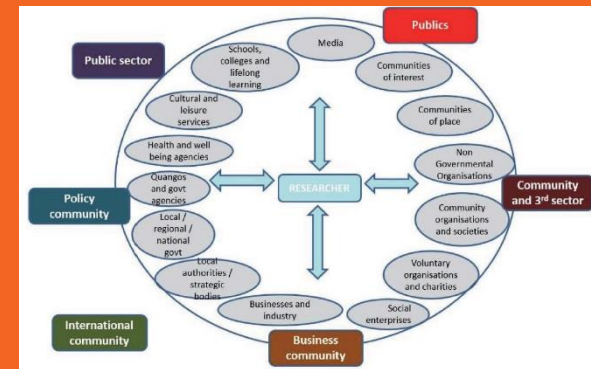 Publics
Public sector
Schools,
colleges and
lifelong
learning
Media
Communities
of interest
Cultural and
leisure
services
Communities
of place
Health and well
being agencies
Non
Governmental
Organisations
Quangos
and govt
agencies
RESEARCHER
Policy
community
Community
and 3rd sector
Local /
regional /
national
govt
Community
organisations
and societies
Local
authorities /
strategic
bodies
Voluntary
organisations
and charities
Businesses and
industry
Social
enterprises
International
community
Business
community